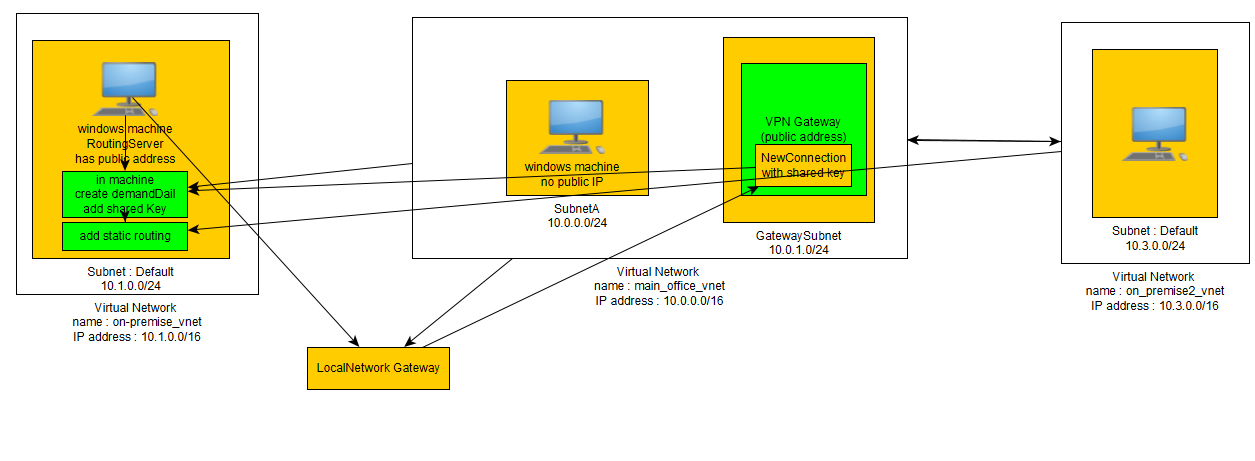 windows machine
RoutingServer
has public address
in machine
create demandDail
add shared Key
add static routing
Subnet : Default
10.1.0.0/24
Virtual Network
name : on-premise_vnet
IP address : 10.1.0.0/16
windows machine
no public IP
SubnetA
10.0.0.0/24
VPN Gateway
(public address)
NewConnection
with shared key
GatewaySubnet
10.0.1.0/24
Virtual Network
name : main_office_vnet
IP address : 10.0.0.0/16
Subnet : Default
10.3.0.0/24
Virtual Network
name : on_premise2_vnet
IP address : 10.3.0.0/16
LocalNetwork Gateway